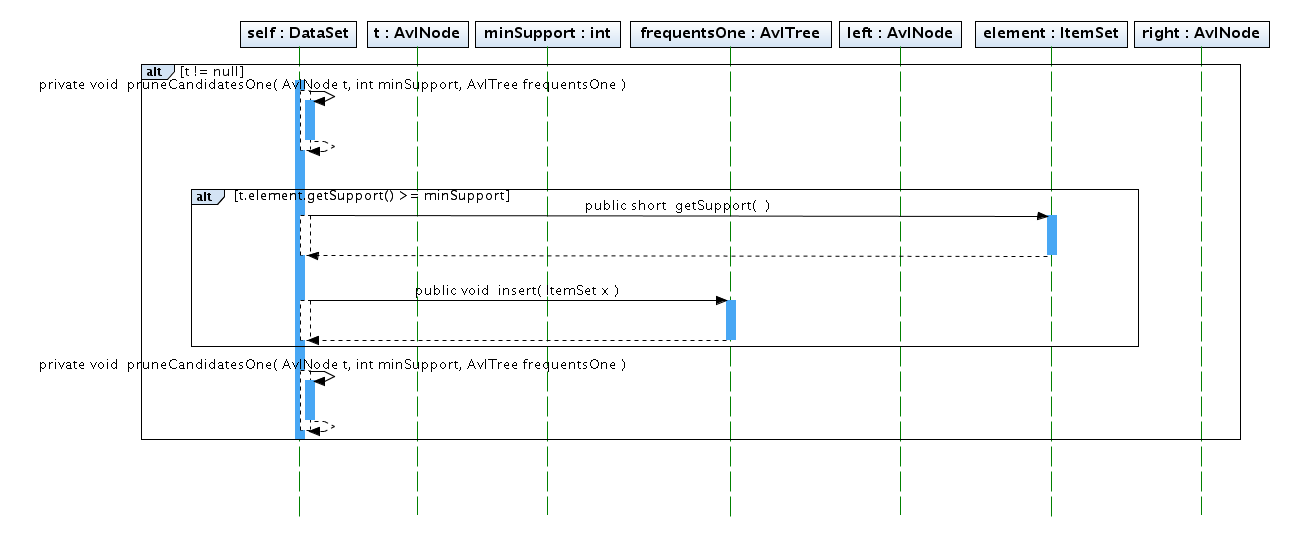 self : DataSet
t : AvlNode
minSupport : int
frequentsOne : AvlTree
left : AvlNode
element : ItemSet
right : AvlNode
alt [t != null]
private void pruneCandidatesOne( AvlNode t, int minSupport, AvlTree frequentsOne )
alt [t.element.getSupport() >= minSupport]
public short getSupport( )
public void insert( ItemSet x )
private void pruneCandidatesOne( AvlNode t, int minSupport, AvlTree frequentsOne )